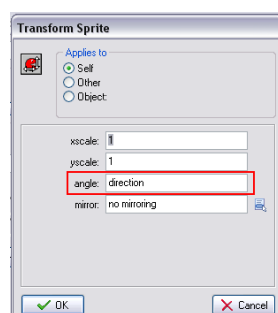 Transform Sprite
Applies to
Self
Other
Object:
xscale: 1
yscale: 1
angle: direction
mirror: no mirroring
OK Cancel